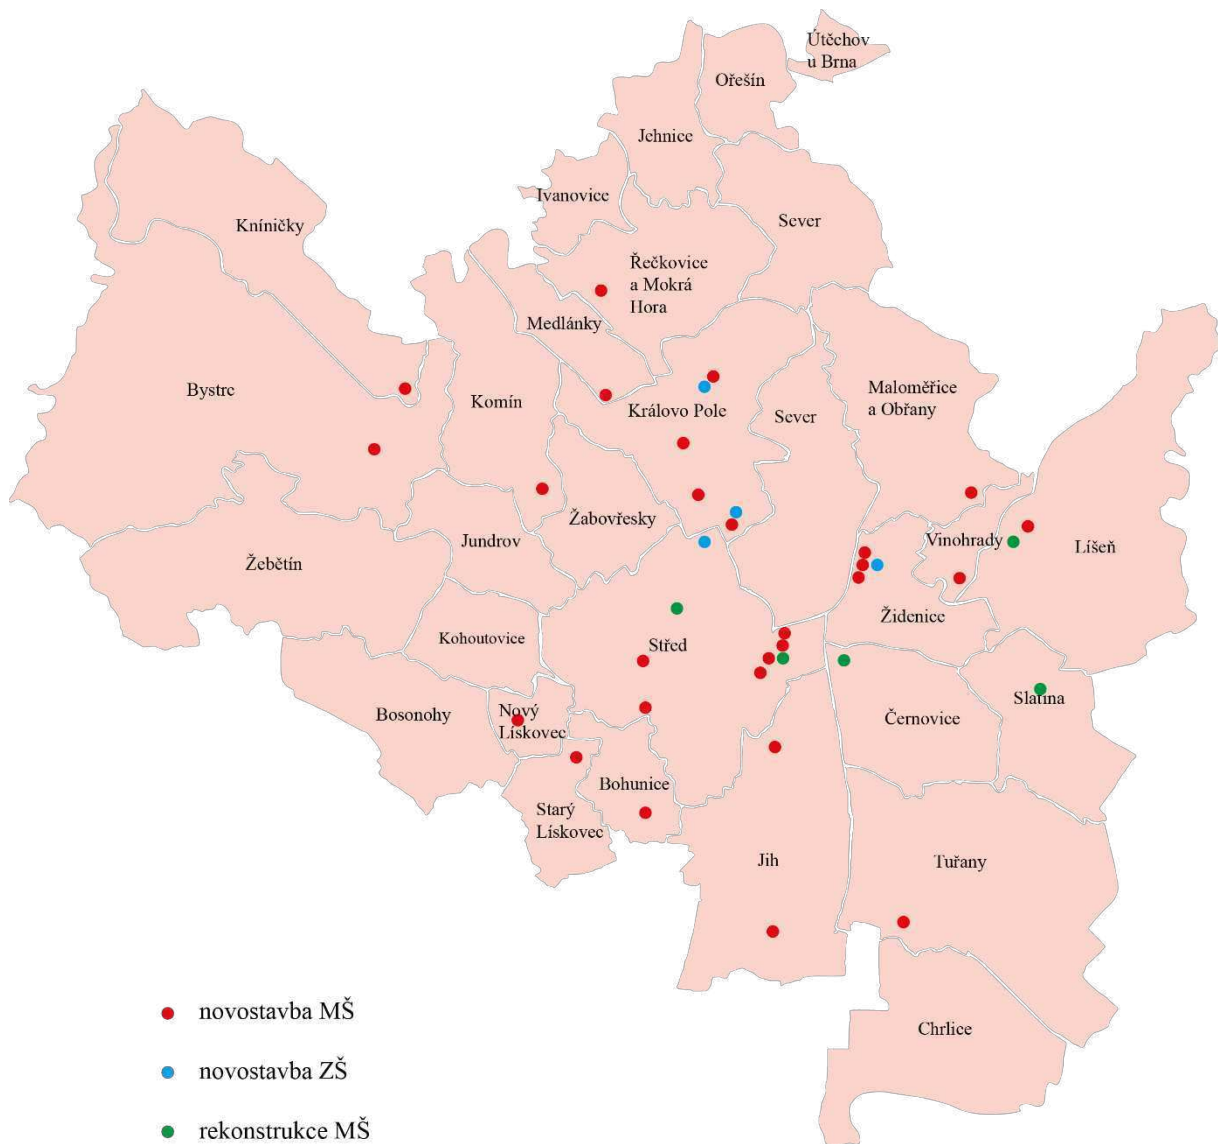 Útěchov
u Brna
Ořešín
Jehnice
Ivanovice
Sever
Kníničky
Řečkovice
a Mokrá
Hora
Medlánky
Bystrc
Komín
Královo Pole
Sever
Maloměřice
a Obřany
Žabovřesky
Jundrov
Vinohrady
Líšeň
Žebětín
Židenice
Kohoutovice
Střed
Slatina
Bosonohy
Nový
Lískovec
Černovice
Bohunice
Starý
Lískovec
Jih
Tuřany
Chrlice
novostavba MŠ
novostavba ZŠ
rekonstrukce MŠ